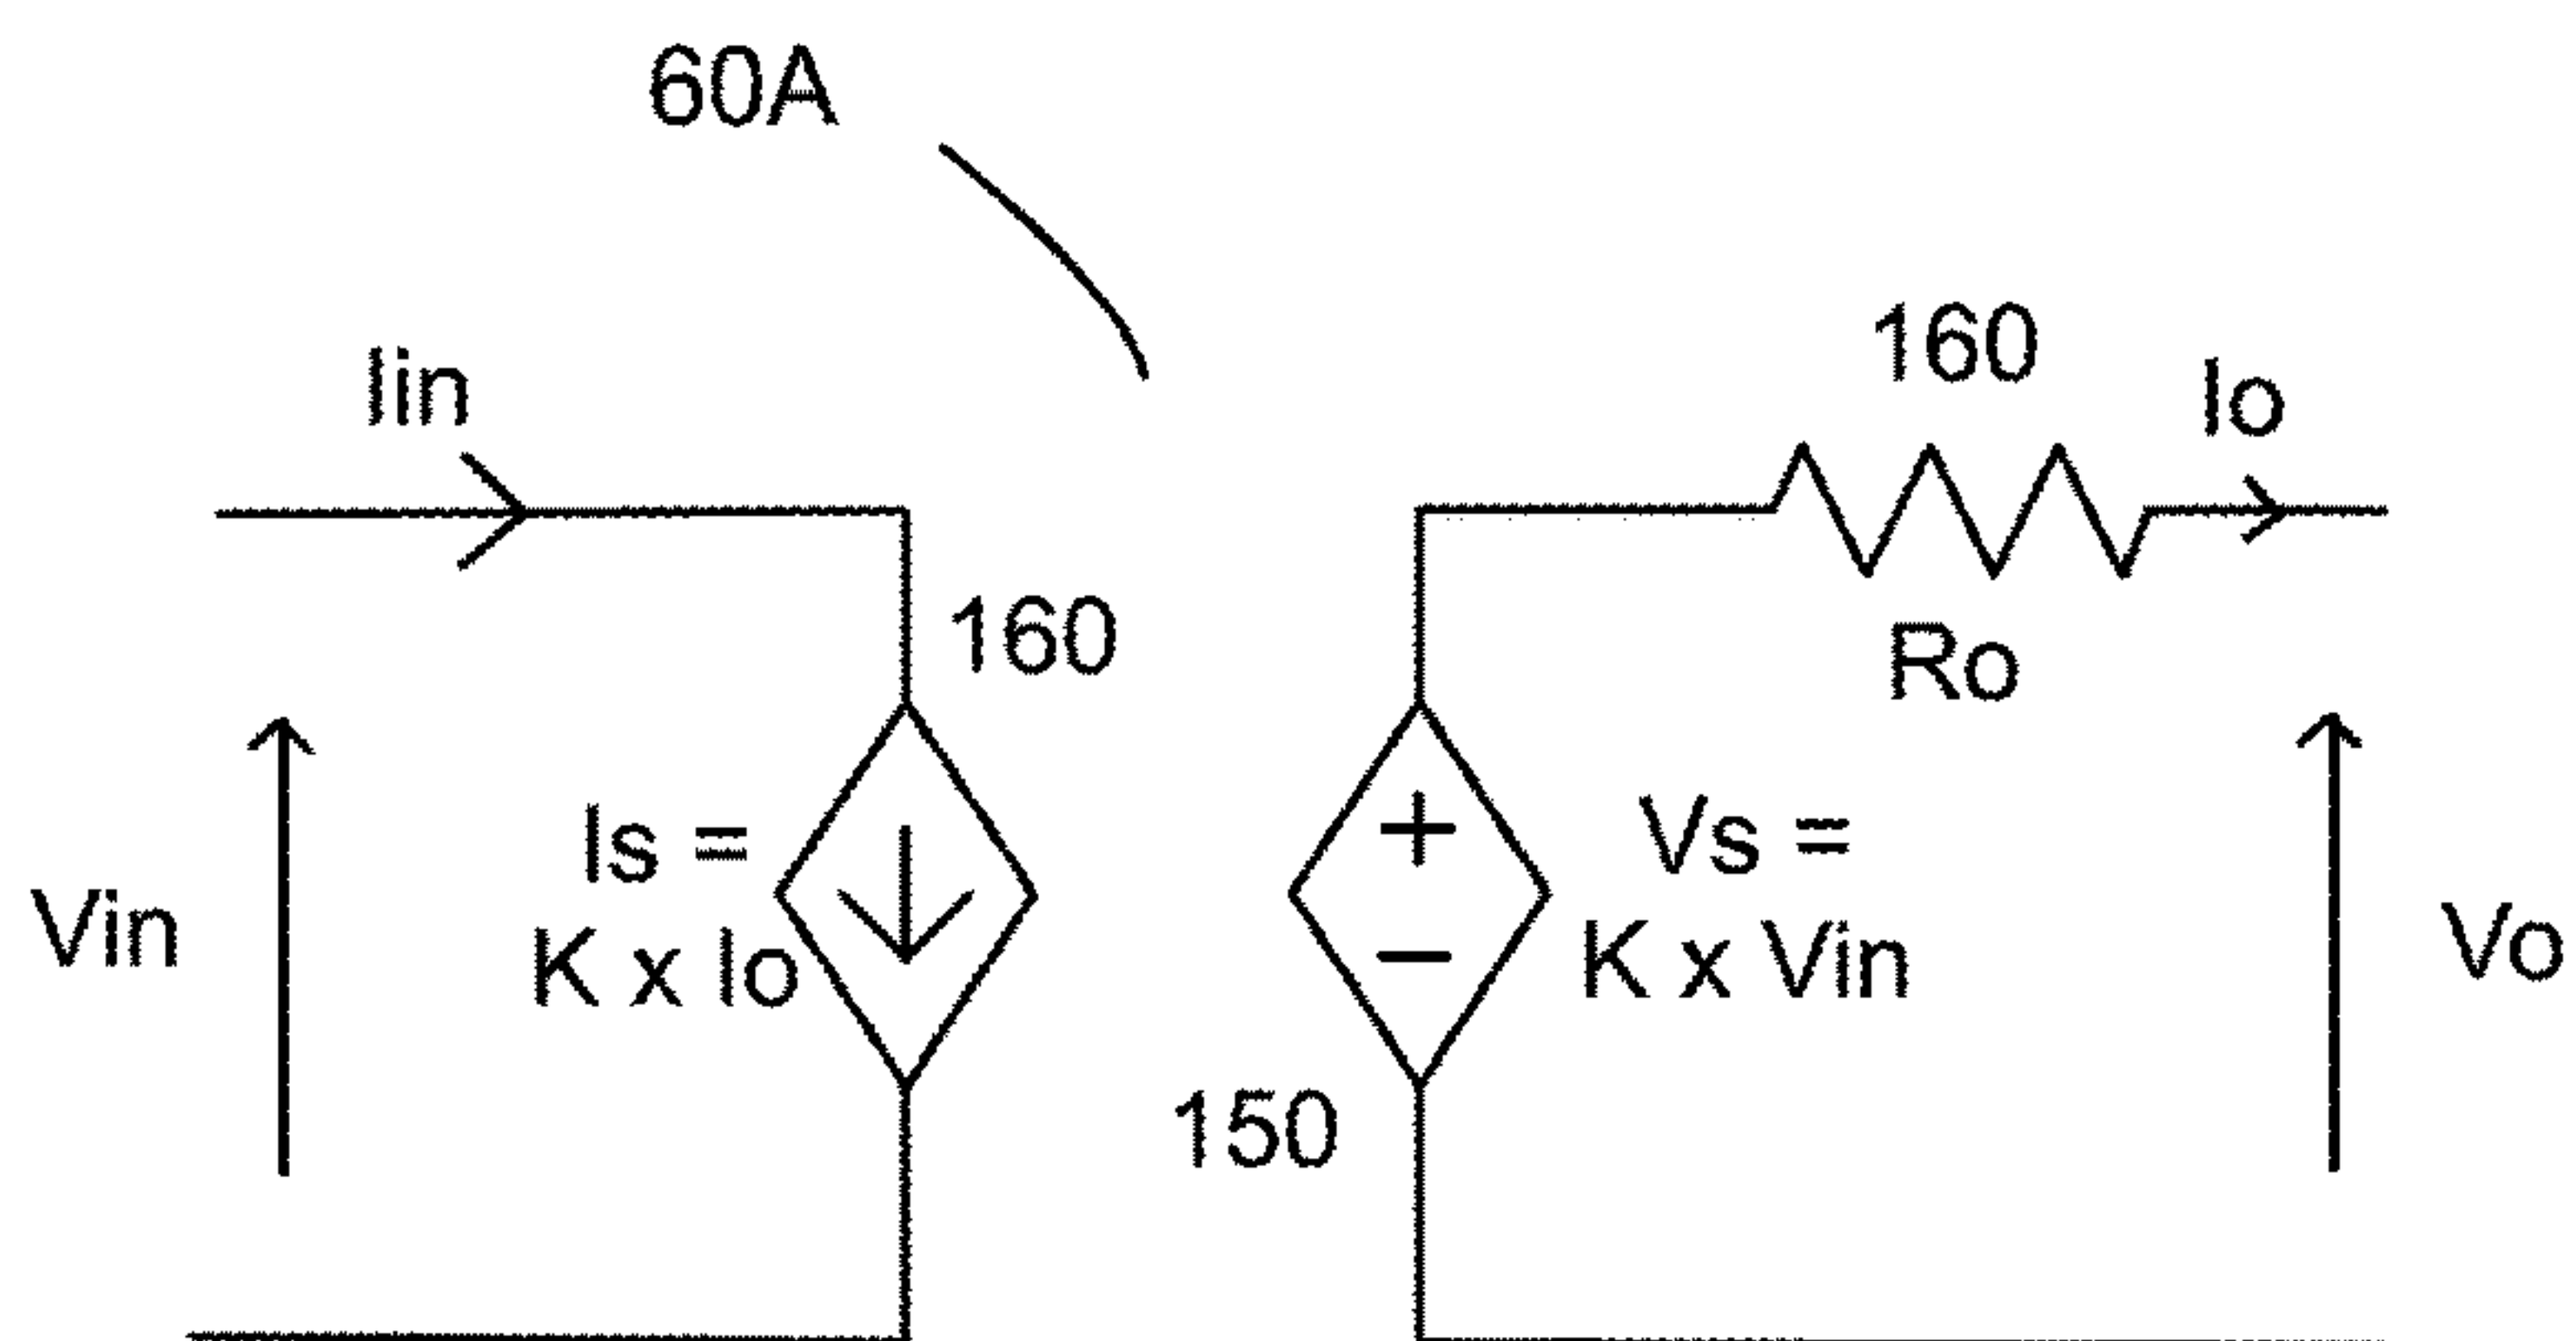 60A
160
Iin
Io
160
Ro
Is =
K x Io
Vs =
K x Vin
Vin
Vo
+
−
150